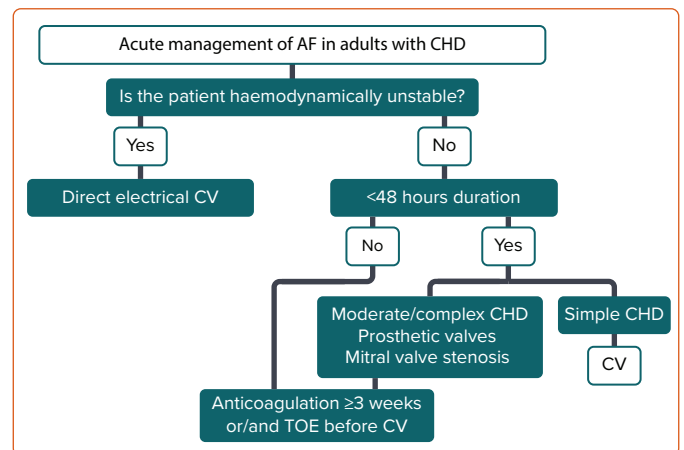 Acute management of AF in adults with CHD
Is the patient haemodynamically unstable?
Yes
No
Direct electrical CV
<48 hours duration
No
Yes
Moderate/complex CHD
Prosthetic valves
Mitral valve stenosis
Simple CHD
CV
Anticoagulation ≥3 weeks
or/and TOE before CV